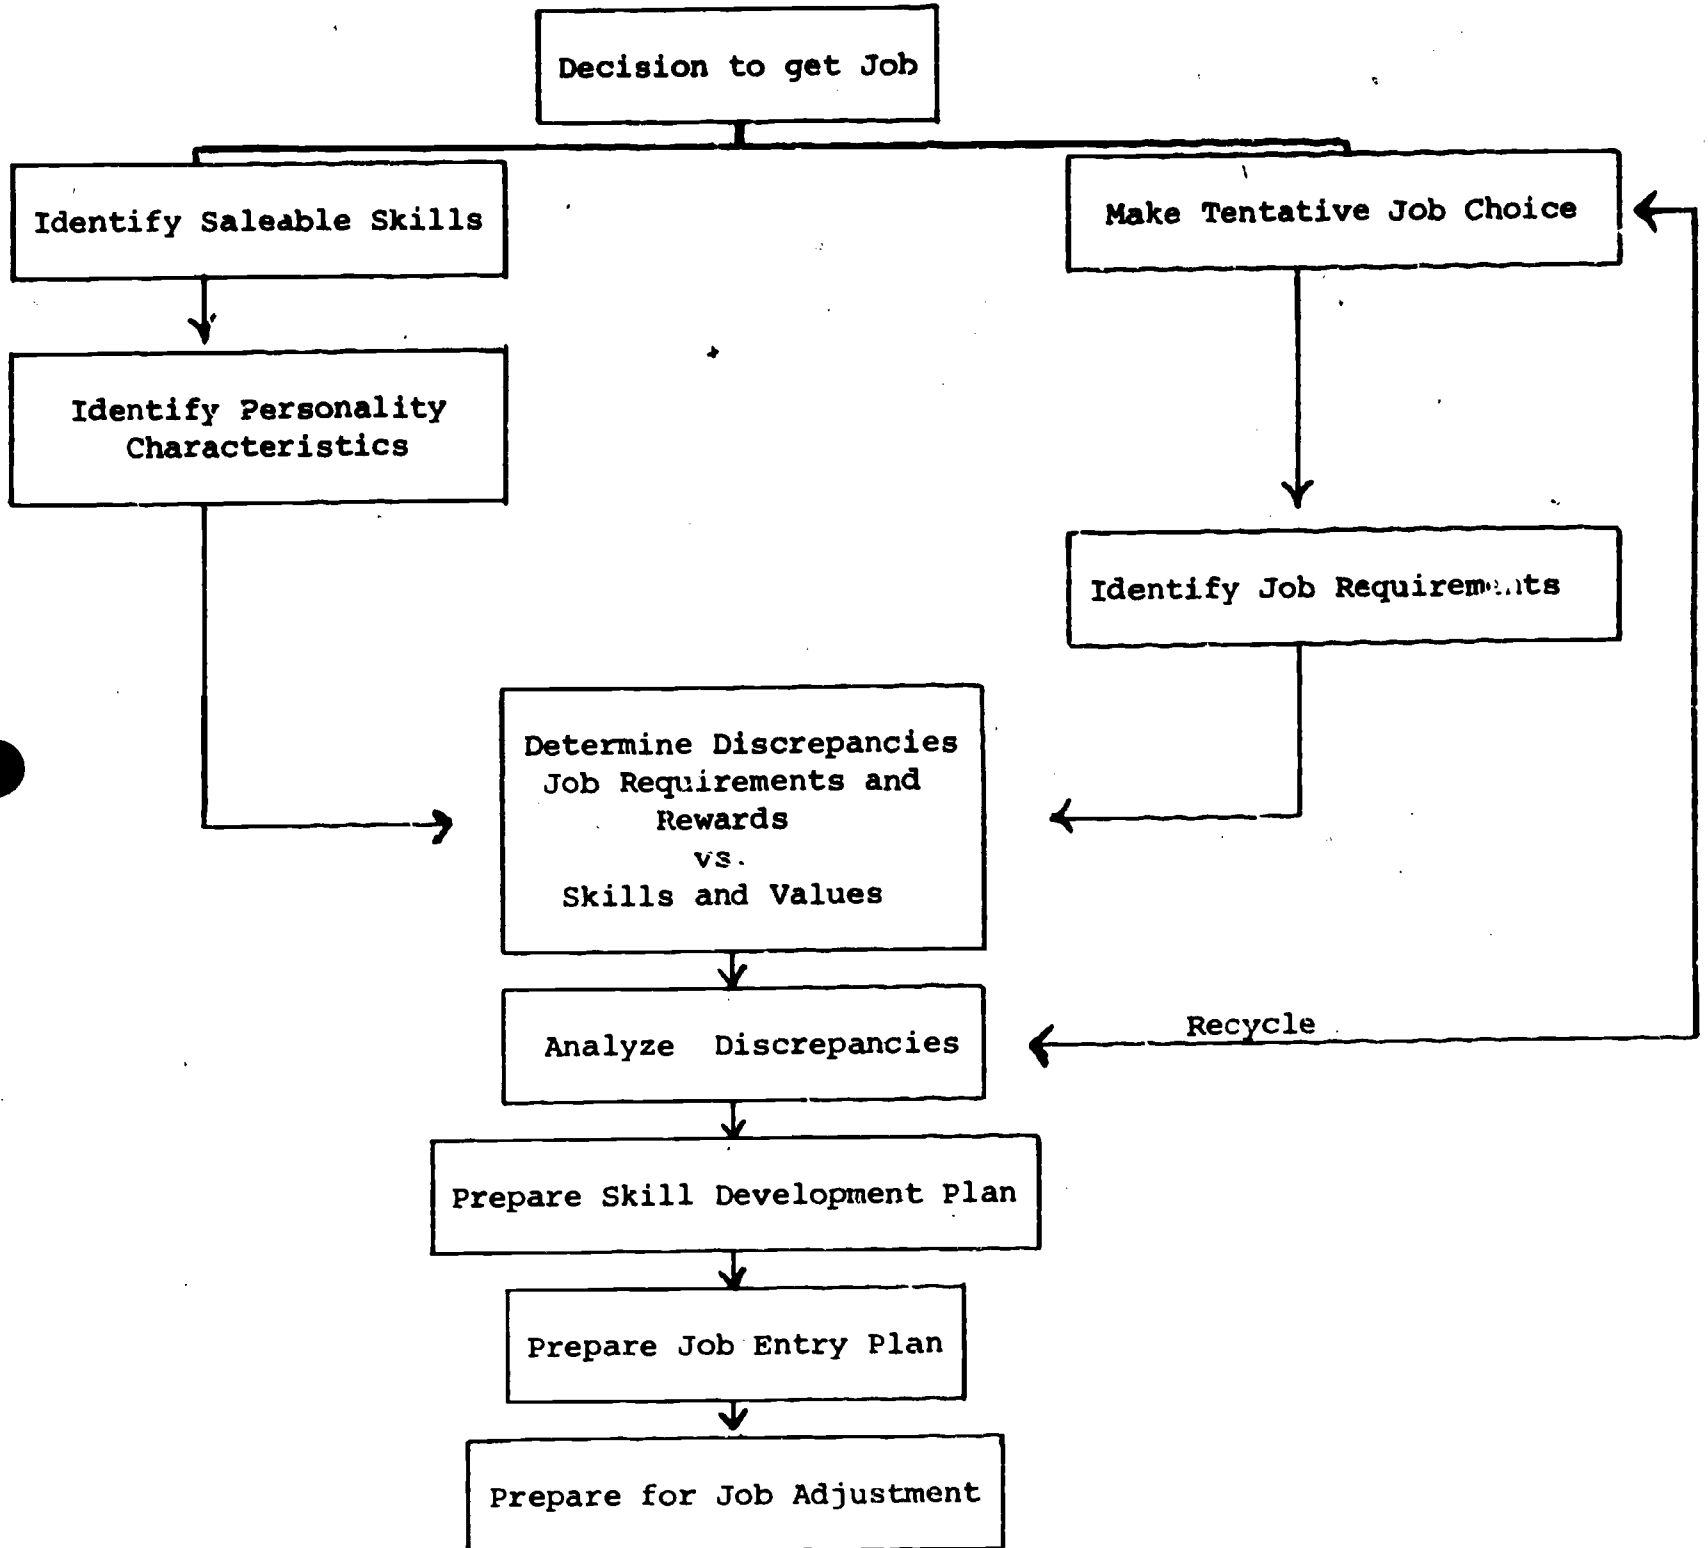 Decision to get Job
Identify Saleable Skills
Make Tentative Job Choice
Identify Personality
Characteristics
Identify Job Requirements
Determine Discrepancies
Job Requirements and
Rewards
vs.
Skills and Values
Recycle
Analyze Discrepancies
Prepare Skill Development Plan
Prepare Job Entry Plan
Prepare for Job Adjustment